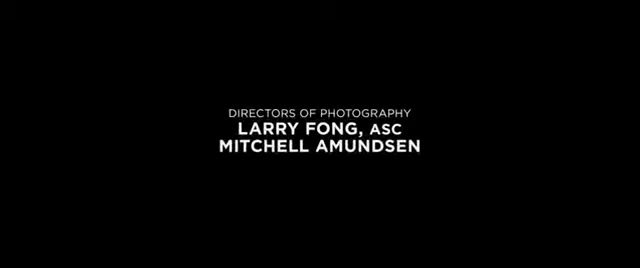 DIRECTORS OF PHOTOGRAPHY
LARRY FONG, ASC
MITCHELL AMUNDSEN